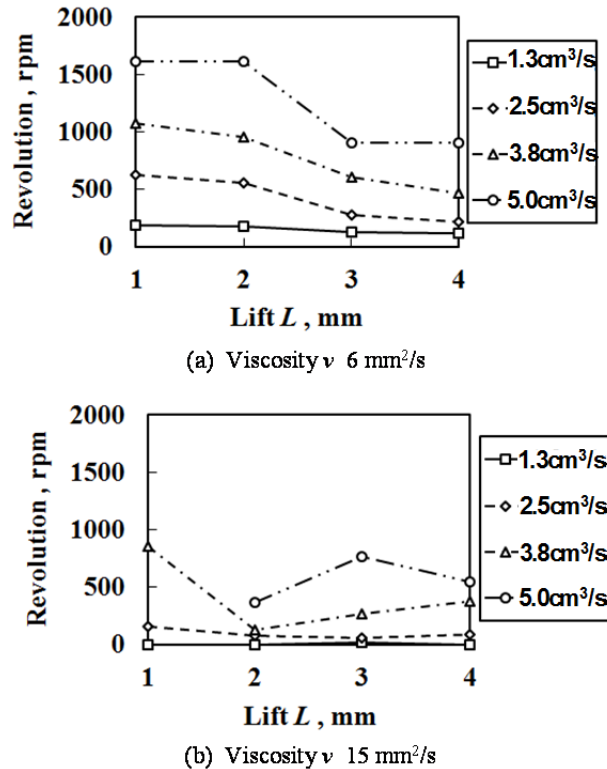 2000
1500
1000
500
0
Revolution , rpm
1 2 3 4
Lift L , mm
1.3cm³/s
2.5cm³/s
3.8cm³/s
5.0cm³/s
(a) Viscosity ν 6 mm²/s
2000
1500
1000
500
0
Revolution , rpm
1 2 3 4
Lift L , mm
1.3cm³/s
2.5cm³/s
3.8cm³/s
5.0cm³/s
(b) Viscosity ν 15 mm²/s